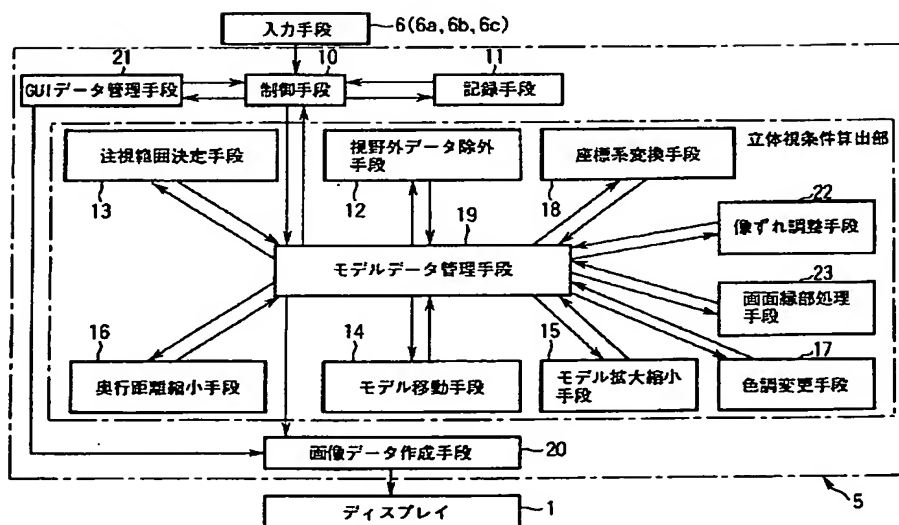 入力手段
6(6a,6b,6c)
21
10
11
GUIデータ管理手段
制御手段
記録手段
立体視条件算出部
注視範囲決定手段
視野外データ除外
手段
座標系変換手段
13
12
18
22
19
像ずれ調整手段
モデルデータ管理手段
23
画面縁部処理
手段
16
14
15
17
奥行距離縮小手段
モデル移動手段
モデル拡大縮小
手段
色調変更手段
画像データ作成手段
20
5
ディスプレイ
1